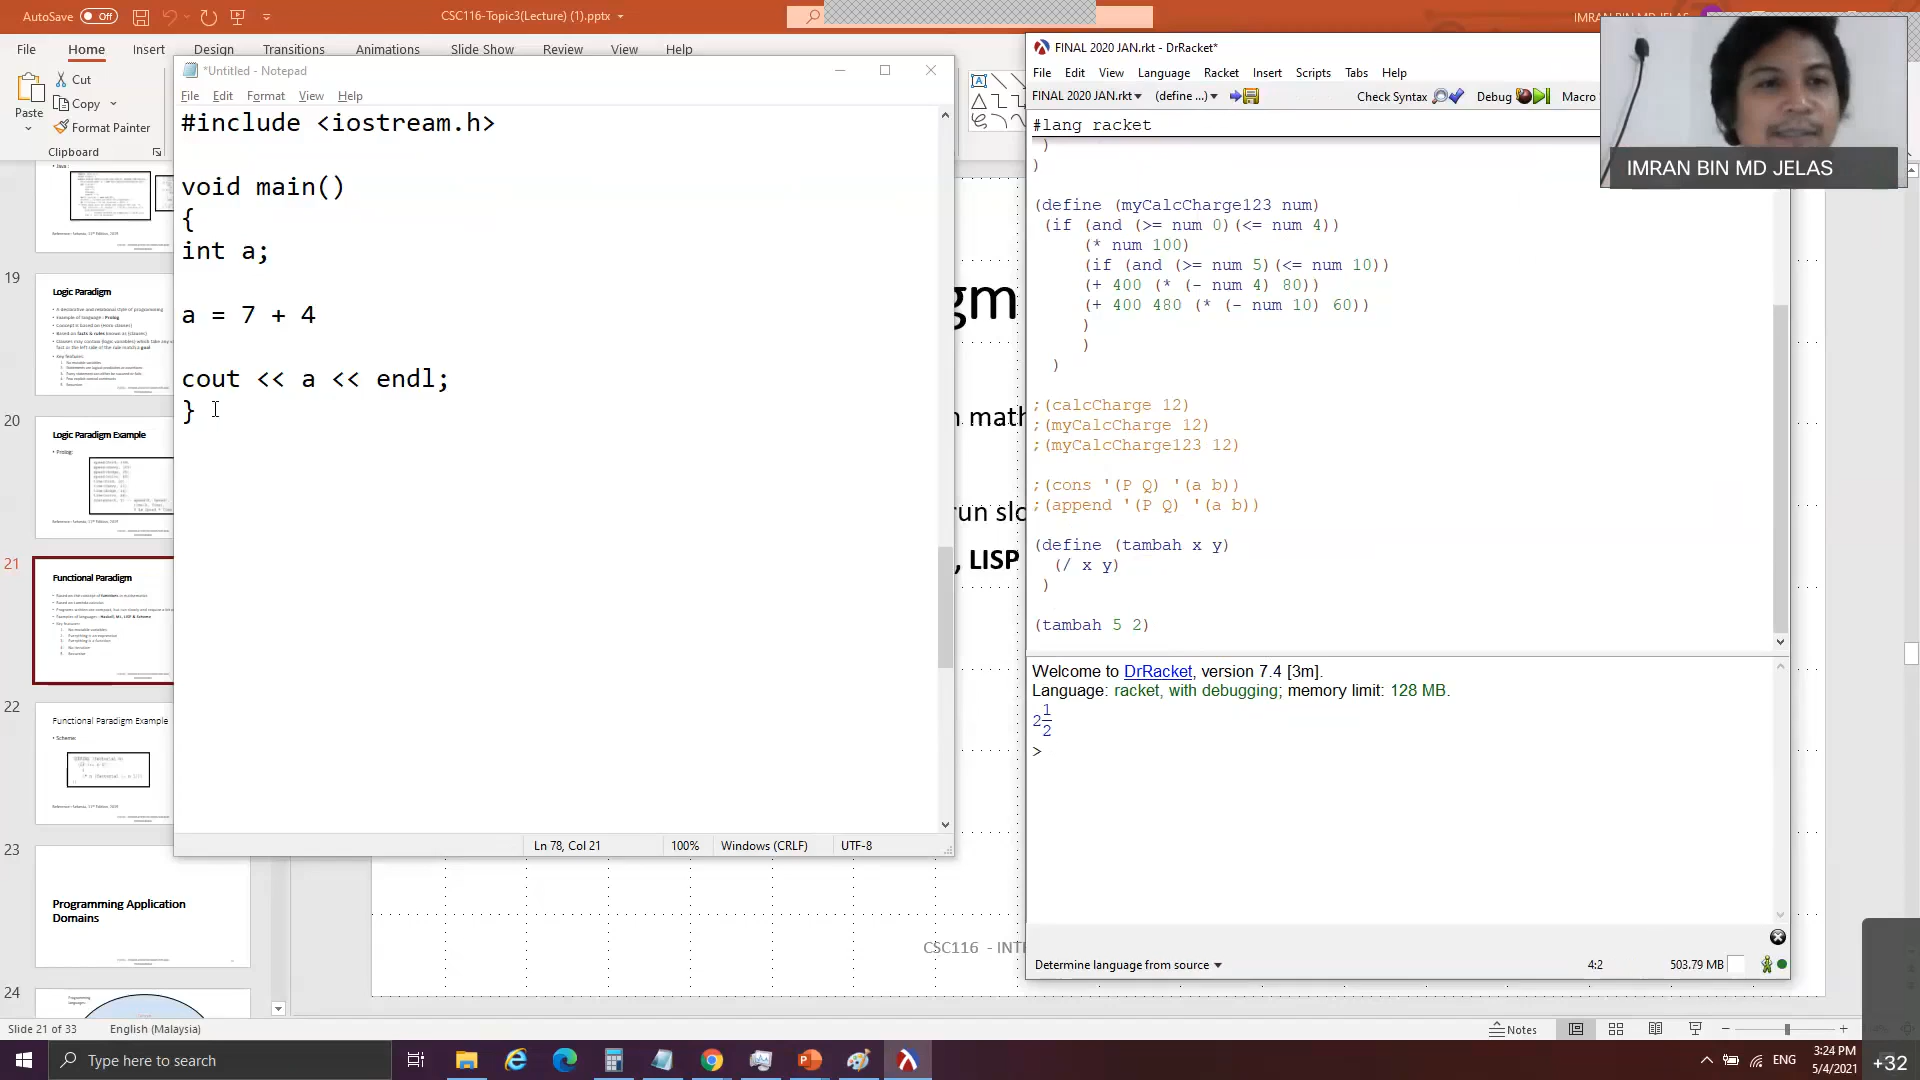 AutoSave Off
CSC116-Topic3(Lecture) (1).pptx
File Home Insert Design Transitions Animations Slide Show Review View Help
Paste
Cut
Copy
Format Painter
Clipboard
19
Logic Paradigm
20
Logic Paradigm Example
21
Functional Paradigm
22
Functional Paradigm Example
• Scheme:
23
Programming Application
Domains
24
*Untitled - Notepad
File Edit Format View Help
#include <iostream.h>
void main()
{
int a;
a = 7 + 4
cout << a << endl;
}
Ln 78, Col 21 100% Windows (CRLF) UTF-8
gm
math
run slo
, LISP
CSC116 - INT
FINAL 2020 JAN.rkt - DrRacket*
File Edit View Language Racket Insert Scripts Tabs Help
FINAL 2020 JAN.rkt (define ...) Check Syntax Debug Macro
#lang racket
)
)
(define (myCalcCharge123 num)
(if (and (>= num 0)(<= num 4))
(* num 100)
(if (and (>= num 5)(<= num 10))
(+ 400 (* (- num 4) 80))
(+ 400 480 (* (- num 10) 60))
)
)
)
;(calcCharge 12)
;(myCalcCharge 12)
;(myCalcCharge123 12)
;(cons '(P Q) '(a b))
;(append '(P Q) '(a b))
(define (tambah x y)
(/ x y)
)
(tambah 5 2)
Welcome to DrRacket, version 7.4 [3m].
Language: racket, with debugging; memory limit: 128 MB.
2 1/2
>
Determine language from source 4:2 503.79 MB
IMRAN BIN MD JELAS
Slide 21 of 33 English (Malaysia) Notes
Type here to search
ENG
3:24 PM
5/4/2021
+32